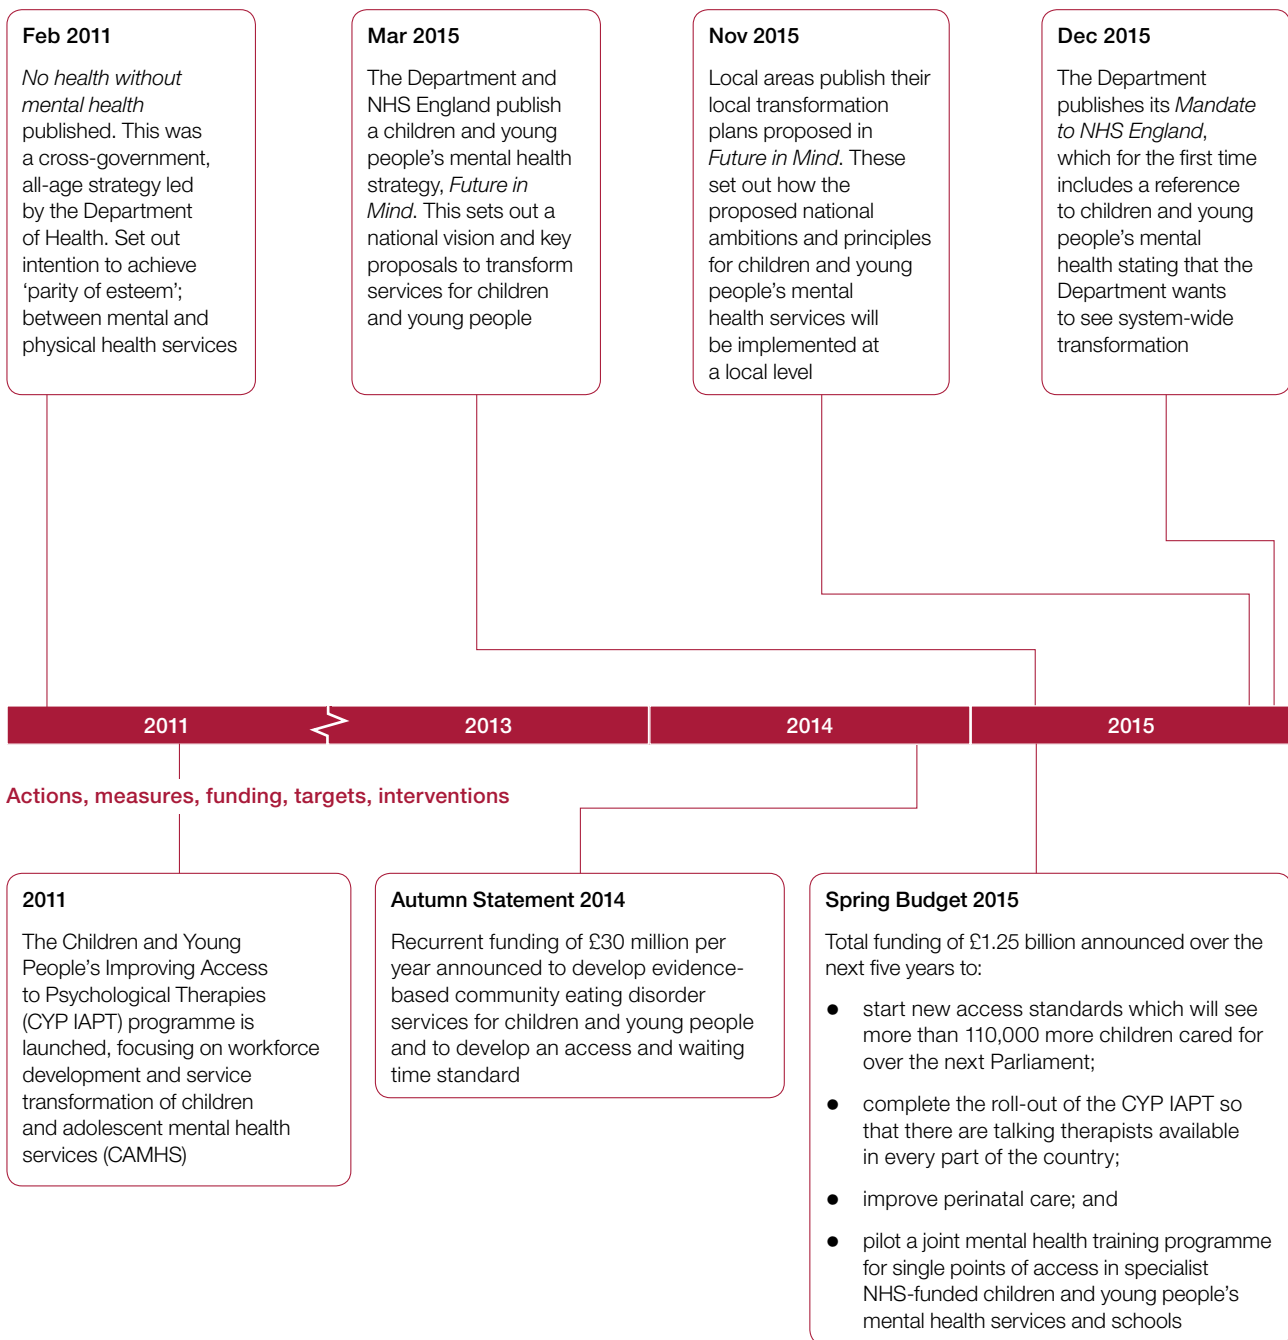 Feb 2011
No health without
mental health
published. This was
a cross-government,
all-age strategy led
by the Department
of Health. Set out
intention to achieve
‘parity of esteem’;
between mental and
physical health services
Mar 2015
The Department and
NHS England publish
a children and young
people’s mental health
strategy, Future in
Mind. This sets out a
national vision and key
proposals to transform
services for children
and young people
Nov 2015
Local areas publish their
local transformation
plans proposed in
Future in Mind. These
set out how the
proposed national
ambitions and principles
for children and young
people’s mental
health services will
be implemented at
a local level
Dec 2015
The Department
publishes its Mandate
to NHS England,
which for the first time
includes a reference
to children and young
people’s mental
health stating that the
Department wants
to see system-wide
transformation
2011
2013
2014
2015
Actions, measures, funding, targets, interventions
2011
The Children and Young
People’s Improving Access
to Psychological Therapies
(CYP IAPT) programme is
launched, focusing on workforce
development and service
transformation of children
and adolescent mental health
services (CAMHS)
Autumn Statement 2014
Recurrent funding of £30 million per
year announced to develop evidence-
based community eating disorder
services for children and young people
and to develop an access and waiting
time standard
Spring Budget 2015
Total funding of £1.25 billion announced over the
next five years to:
● start new access standards which will see
more than 110,000 more children cared for
over the next Parliament;
● complete the roll-out of the CYP IAPT so
that there are talking therapists available
in every part of the country;
● improve perinatal care; and
● pilot a joint mental health training programme
for single points of access in specialist
NHS-funded children and young people’s
mental health services and schools